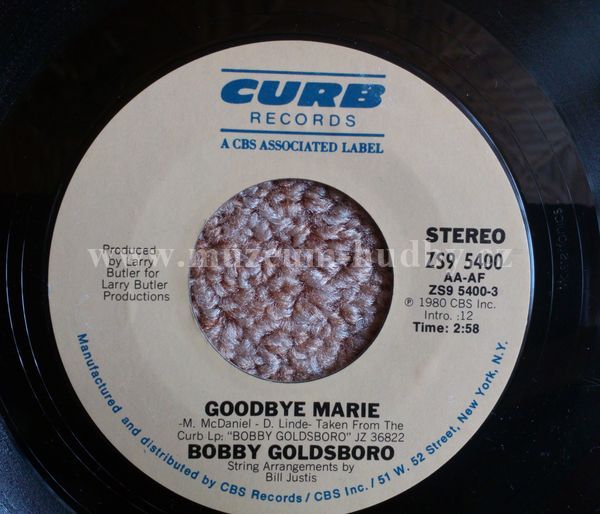 CURB
RECORDS
A CBS ASSOCIATED LABEL
Produced
by Larry
Butler for
Larry Butler
Productions
STEREO
ZS9 5400
AA-AF
ZS9 5400-3
℗ 1980 CBS Inc.
Intro. :12
Time: 2:58
www.muzeum-hudby.cz
GOODBYE MARIE
-M. McDaniel - D. Linde- Taken From The
Curb Lp: "BOBBY GOLDSBORO" JZ 36822
BOBBY GOLDSBORO
String Arrangements by
Bill Justis
Manufactured and distributed by CBS Records / CBS Inc. / 51 W. 52 Street, New York, N.Y.